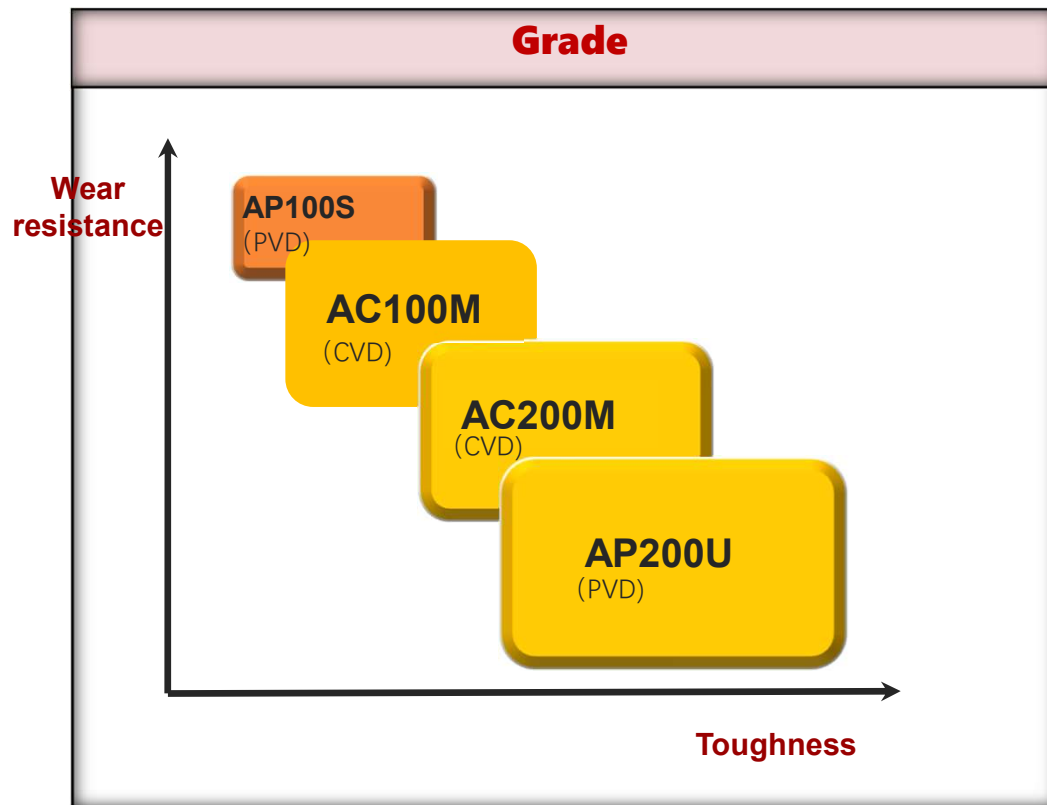 Grade
Wear
resistance
AP100S
(PVD)
AC100M
(CVD)
AC200M
(CVD)
AP200U
(PVD)
Toughness